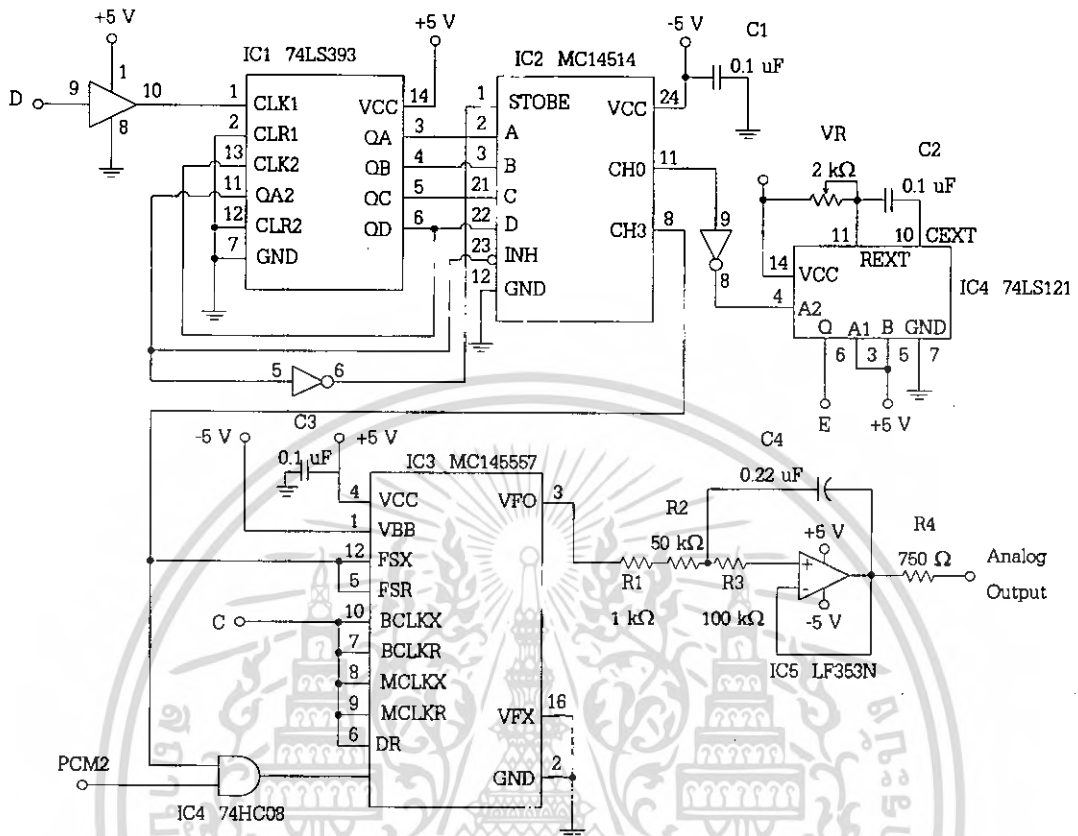 +5 V
D
9
1
10
8
IC1 74LS393
+5 V
1 CLK1
2 CLR1
13 CLK2
11 QA2
12 CLR2
7 GND
VCC 14
QA 3
QB 4
QC 5
QD 6
IC2 MC14514
1 STOBE
2 A
3 B
21 C
22 D
23 INH
12 GND
VCC 24
CH0 11
CH3 8
-5 V
C1
0.1 uF
5
6
9
8
VR
2 kΩ
C2
0.1 uF
11
REXT
10
CEXT
14 VCC
4 A2
IC4 74LS121
Q A1 B GND
6 3 5 7
E
+5 V
-5 V
C3
0.1 uF
+5 V
IC3 MC145557
4 VCC
1 VBB
12 FSX
5 FSR
10 BCLKX
7 BCLKR
8 MCLKX
9 MCLKR
6 DR
VFO 3
VFX 16
GND 2
C
PCM2
IC4 74HC08
R1
1 kΩ
R2
50 kΩ
R3
100 kΩ
C4
0.22 uF
+5 V
+
-
-5 V
IC5 LF353N
R4
750 Ω
Analog
Output